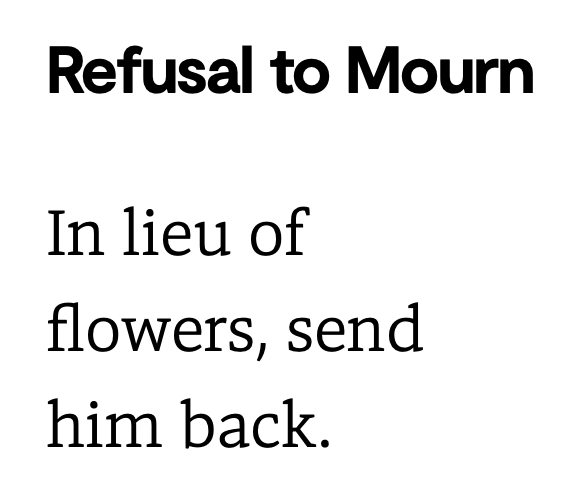 Refusal to Mourn
In lieu of
flowers, send
him back.